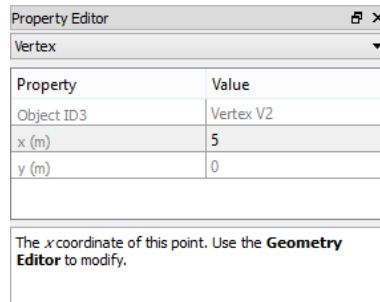 Property Editor
Vertex
Property Value
Object ID3 Vertex V2
x (m) 5
y (m) 0
The x coordinate of this point. Use the Geometry
Editor to modify.